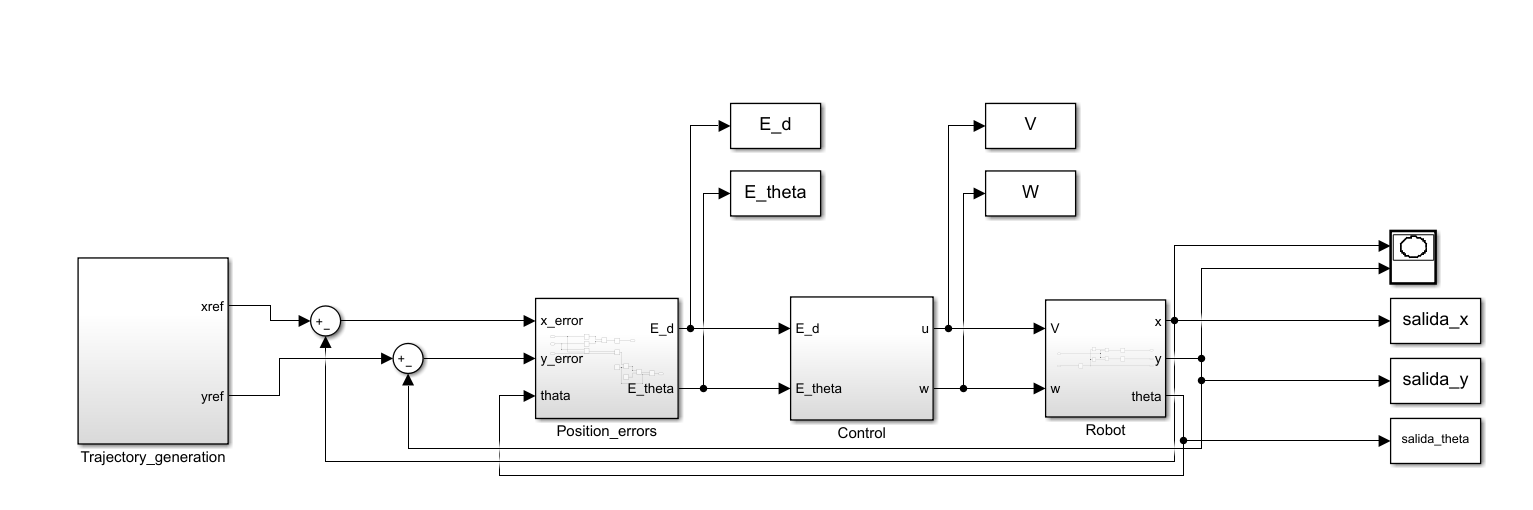 E_d
V
E_theta
W
xref
yref
Trajectory_generation
+
−
+
−
x_error
y_error
thata
E_d
E_theta
Position_errors
E_d
E_theta
u
w
Control
V
w
x
y
theta
Robot
salida_x
salida_y
salida_theta